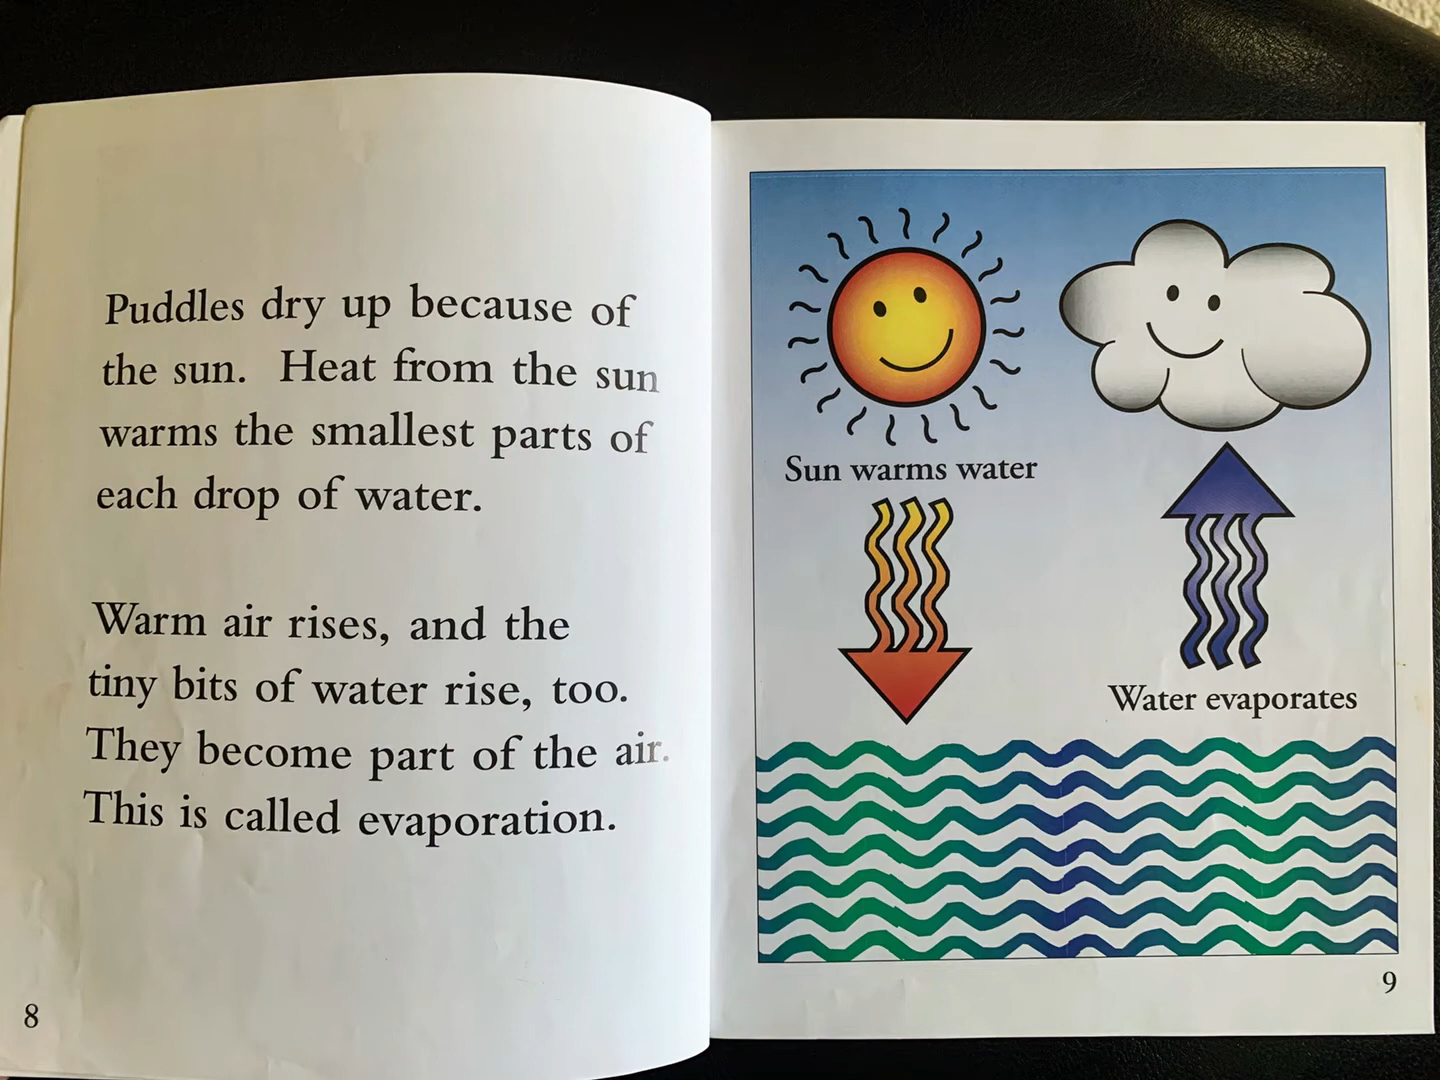 Puddles dry up because of
the sun. Heat from the sun
warms the smallest parts of
each drop of water.
Warm air rises, and the
tiny bits of water rise, too.
They become part of the air.
This is called evaporation.
8
Sun warms water
Water evaporates
9